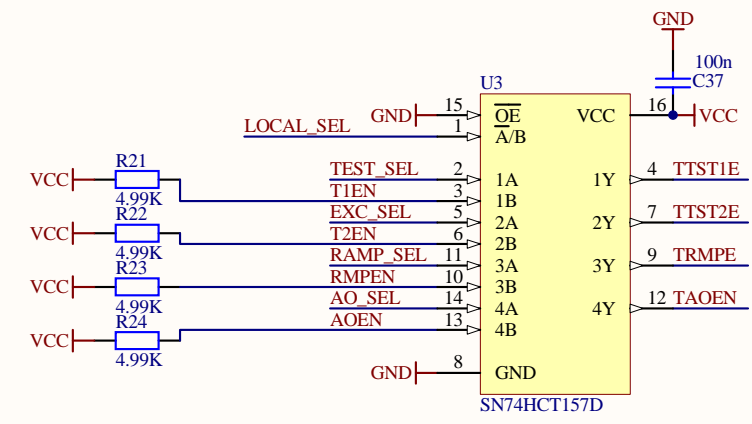 GND
100n
C37
U3
GND 15 OE VCC 16 VCC
LOCAL_SEL 1 A/B
R21
VCC
4.99K
TEST_SEL 2 1A 1Y 4 TTST1E
T1EN 3 1B
R22
VCC
4.99K
EXC_SEL 5 2A 2Y 7 TTST2E
T2EN 6 2B
R23
VCC
4.99K
RAMP_SEL 11 3A 3Y 9 TRMPE
RMPEN 10 3B
R24
VCC
4.99K
AO_SEL 14 4A 4Y 12 TAOEN
AOEN 13 4B
GND 8 GND
SN74HCT157D